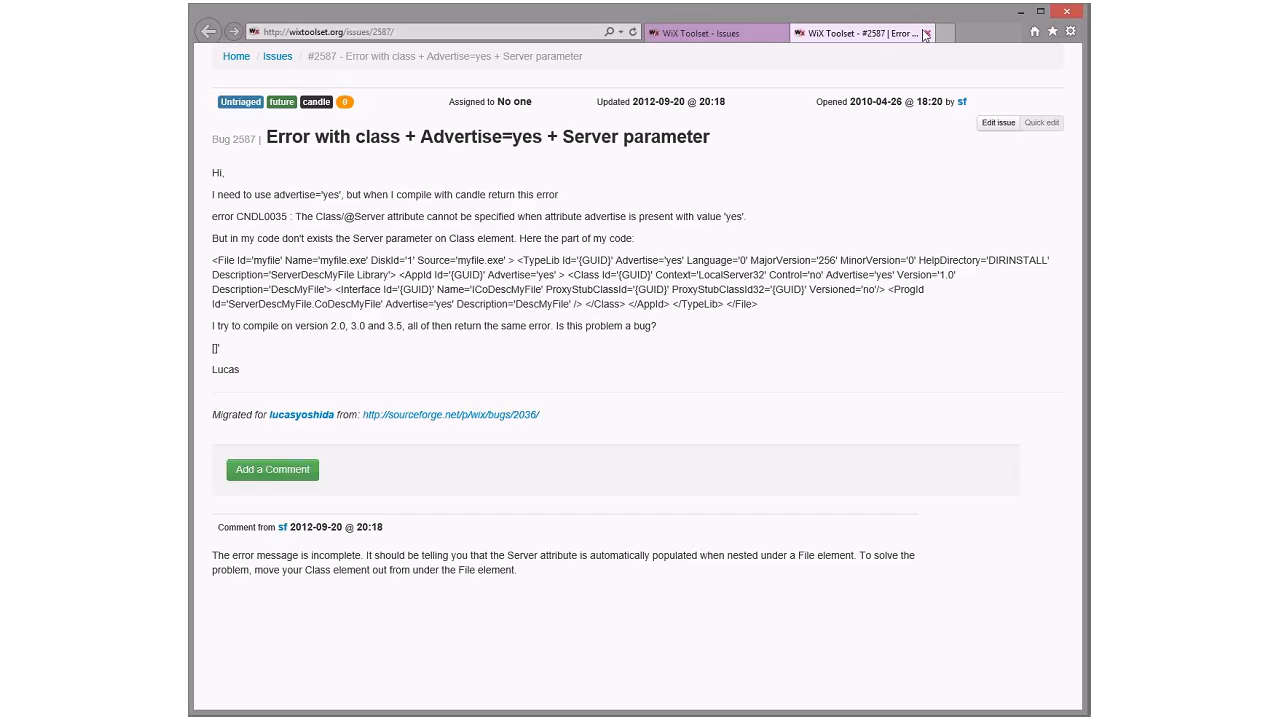 http://wixtoolset.org/issues/2587/
WiX Toolset - Issues
WiX Toolset - #2587 | Error ...
Home / Issues / #2587 - Error with class + Advertise=yes + Server parameter
Untriaged future candle 0 Assigned to No one Updated 2012-09-20 @ 20:18 Opened 2010-04-26 @ 18:20 by sf
Edit issue Quick edit
Bug 2587 | Error with class + Advertise=yes + Server parameter
Hi,
I need to use advertise='yes', but when I compile with candle return this error
error CNDL0035 : The Class/@Server attribute cannot be specified when attribute advertise is present with value 'yes'.
But in my code don't exists the Server parameter on Class element. Here the part of my code:
<File Id='myfile' Name='myfile.exe' DiskId='1' Source='myfile.exe' > <TypeLib Id='{GUID}' Advertise='yes' Language='0' MajorVersion='256' MinorVersion='0' HelpDirectory='DIRINSTALL'
Description='ServerDescMyFile Library'> <AppId Id='{GUID}' Advertise='yes' > <Class Id='{GUID}' Context='LocalServer32' Control='no' Advertise='yes' Version='1.0'
Description='DescMyFile'> <Interface Id='{GUID}' Name='ICoDescMyFile' ProxyStubClassId='{GUID}' ProxyStubClassId32='{GUID}' Versioned='no'/> <ProgId
Id='ServerDescMyFile.CoDescMyFile' Advertise='yes' Description='DescMyFile' /> </Class> </AppId> </TypeLib> </File>
I try to compile on version 2.0, 3.0 and 3.5, all of then return the same error. Is this problem a bug?
[]'
Lucas
Migrated for lucasyoshida from: http://sourceforge.net/p/wix/bugs/2036/
Add a Comment
Comment from sf 2012-09-20 @ 20:18
The error message is incomplete. It should be telling you that the Server attribute is automatically populated when nested under a File element. To solve the
problem, move your Class element out from under the File element.